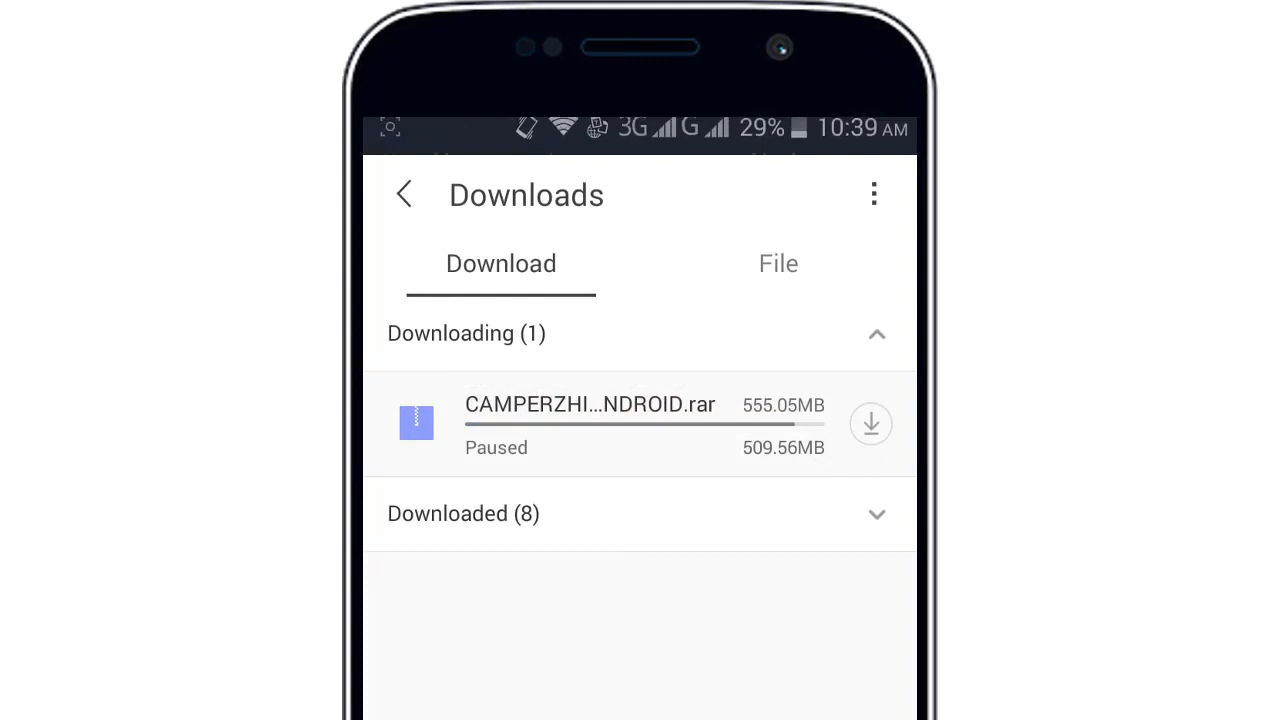 3G G 29% 10:39 AM
Downloads
Download File
Downloading (1)
CAMPERZHI...NDROID.rar 555.05MB
Paused 509.56MB
Downloaded (8)